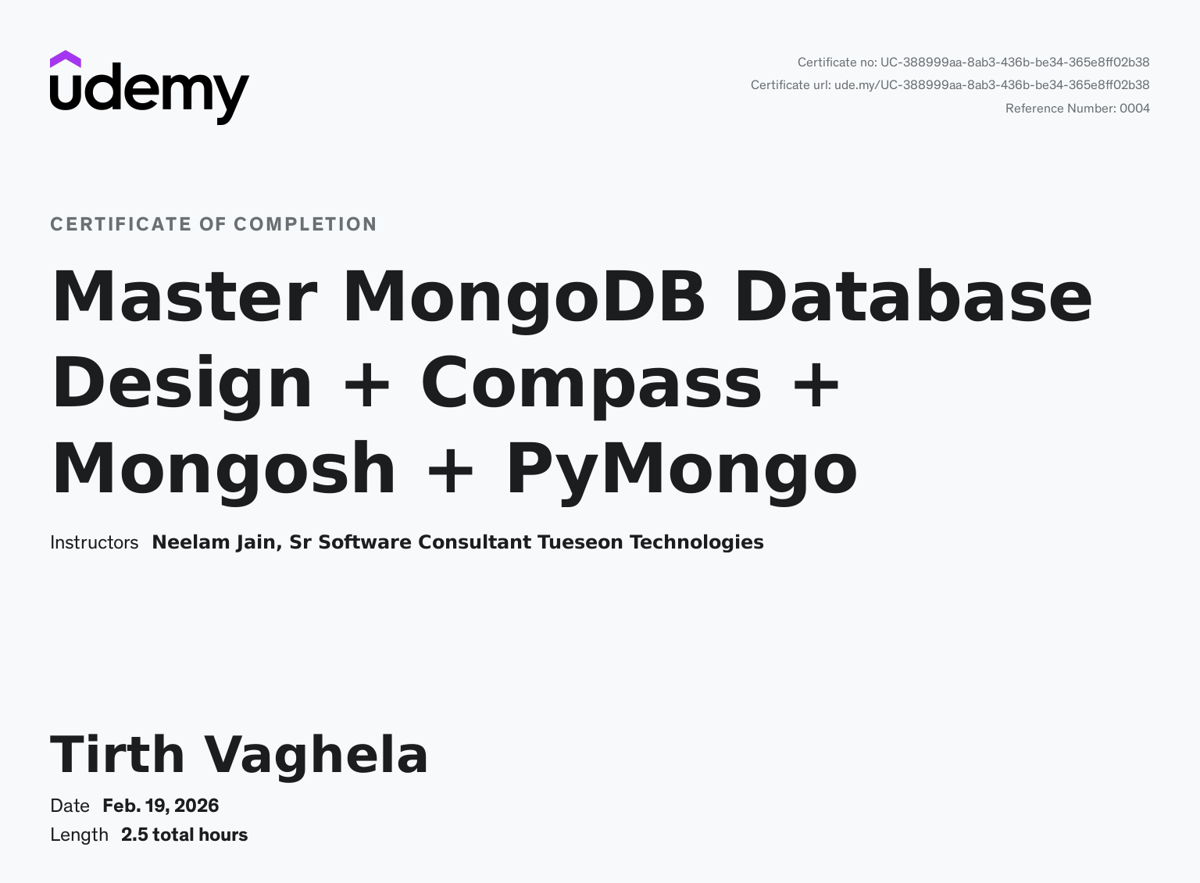 udemy
Certificate no: UC-388999aa-8ab3-436b-be34-365e8ff02b38
Certificate url: ude.my/UC-388999aa-8ab3-436b-be34-365e8ff02b38
Reference Number: 0004
CERTIFICATE OF COMPLETION
Master MongoDB Database
Design + Compass +
Mongosh + PyMongo
Instructors Neelam Jain, Sr Software Consultant Tueseon Technologies
Tirth Vaghela
Date Feb. 19, 2026
Length 2.5 total hours